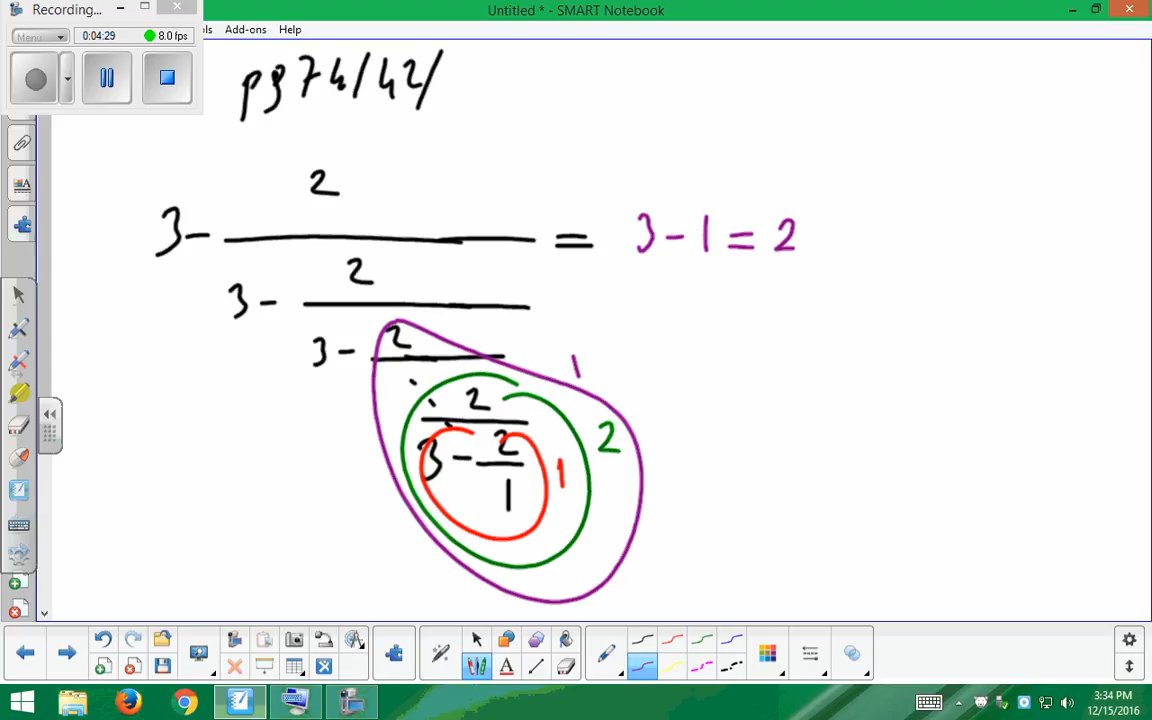 Recording...
Untitled * - SMART Notebook
Menu
0:04:29
8.0 fps
ls
Add-ons
Help
pg 74/42/
2
3 - ——— = 3 - 1 = 2
2
3 - ———
2
3 - ———
1
. 2
2
3 - 2 1
1
3:34 PM
12/15/2016